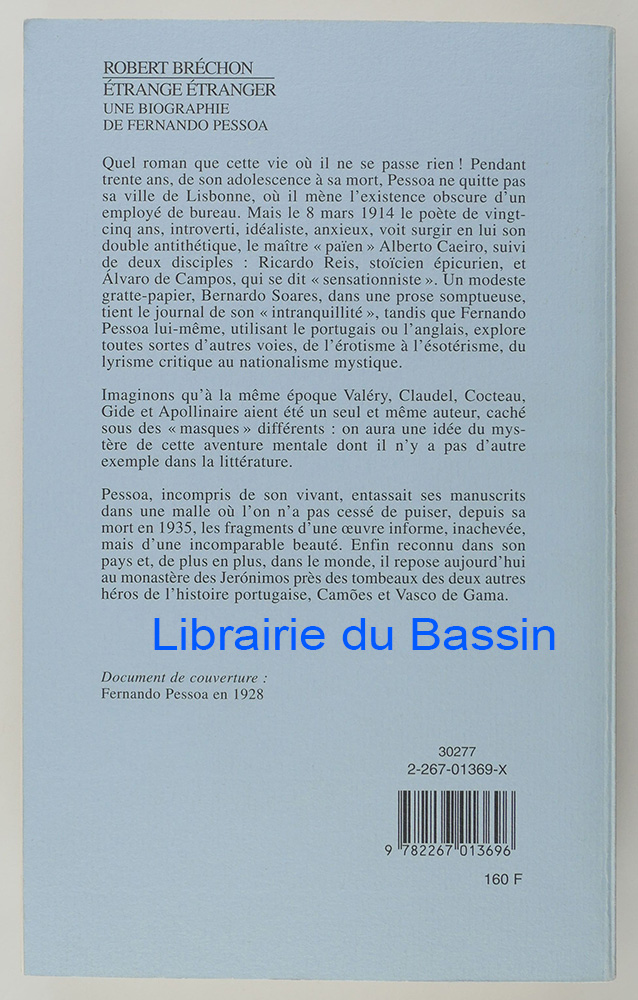 ROBERT BRÉCHON
ÉTRANGE ÉTRANGER
UNE BIOGRAPHIE
DE FERNANDO PESSOA
Quel roman que cette vie où il ne se passe rien ! Pendant
trente ans, de son adolescence à sa mort, Pessoa ne quitte pas
sa ville de Lisbonne, où il mène l'existence obscure d'un
employé de bureau. Mais le 8 mars 1914 le poète de vingt-
cinq ans, introverti, idéaliste, anxieux, voit surgir en lui son
double antithétique, le maître « païen » Alberto Caeiro, suivi
de deux disciples : Ricardo Reis, stoïcien épicurien, et
Álvaro de Campos, qui se dit « sensationniste ». Un modeste
gratte-papier, Bernardo Soares, dans une prose somptueuse,
tient le journal de son « intranquillité », tandis que Fernando
Pessoa lui-même, utilisant le portugais ou l'anglais, explore
toutes sortes d'autres voies, de l'érotisme à l'ésotérisme, du
lyrisme critique au nationalisme mystique.
Imaginons qu'à la même époque Valéry, Claudel, Cocteau,
Gide et Apollinaire aient été un seul et même auteur, caché
sous des « masques » différents : on aura une idée du mys-
tère de cette aventure mentale dont il n'y a pas d'autre
exemple dans la littérature.
Pessoa, incompris de son vivant, entassait ses manuscrits
dans une malle où l'on n'a pas cessé de puiser, depuis sa
mort en 1935, les fragments d'une œuvre informe, inachevée,
mais d'une incomparable beauté. Enfin reconnu dans son
pays et, de plus en plus, dans le monde, il repose aujourd'hui
au monastère des Jerónimos près des tombeaux des deux autres
héros de l'histoire portugaise, Camões et Vasco de Gama.
Librairie du Bassin
Document de couverture :
Fernando Pessoa en 1928
30277
2-267-01369-X
9 782267 013696
160 F